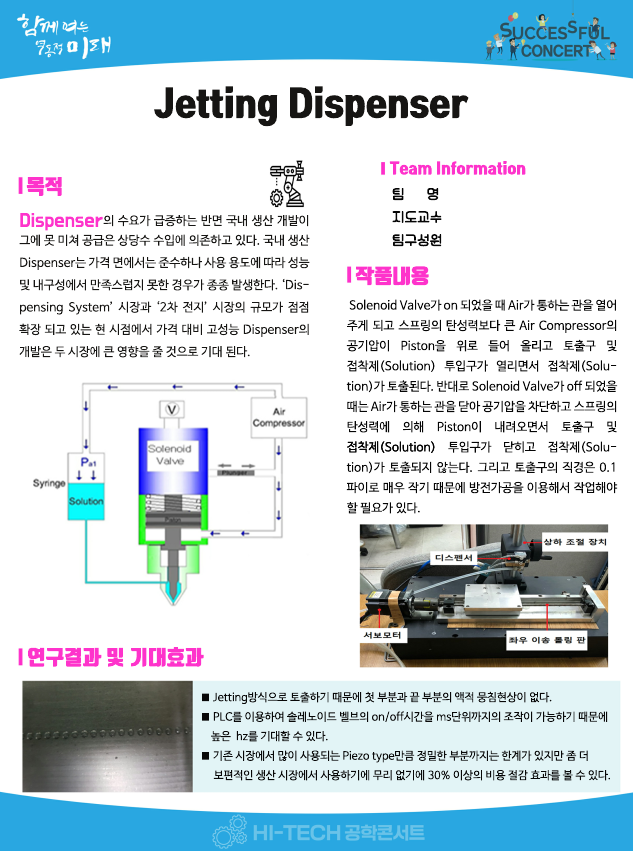 함께 여는
열동적 미래
SUCCESSFUL
CONCERT
Jetting Dispenser
목적
Dispenser의 수요가 급증하는 반면 국내 생산 개발이
그에 못 미쳐 공급은 상당수 수입에 의존하고 있다. 국내 생산
Dispenser는 가격 면에서는 준수하나 사용 용도에 따라 성능
및 내구성에서 만족스럽지 못한 경우가 종종 발생한다. ‘Dis-
pensing System’ 시장과 ‘2차 전지’ 시장의 규모가 점점
확장 되고 있는 현 시점에서 가격 대비 고성능 Dispenser의
개발은 두 시장에 큰 영향을 줄 것으로 기대 된다.
V
Air
Compressor
Solenoid
Valve
Pa1
Plunger
Syringe
Solution
Team Information
팀 명
지도교수
팀구성원
작품내용
Solenoid Valve가 on 되었을 때 Air가 통하는 관을 열어
주게 되고 스프링의 탄성력보다 큰 Air Compressor의
공기압이 Piston을 위로 들어 올리고 토출구 및
접착제(Solution) 투입구가 열리면서 접착제(Solu-
tion)가 토출된다. 반대로 Solenoid Valve가 off 되었을
때는 Air가 통하는 관을 닫아 공기압을 차단하고 스프링의
탄성력에 의해 Piston이 내려오면서 토출구 및
접착제(Solution) 투입구가 닫히고 접착제(Solu-
tion)가 토출되지 않는다. 그리고 토출구의 직경은 0.1
파이로 매우 작기 때문에 방전가공을 이용해서 작업해야
할 필요가 있다.
상하 조절 장치
디스펜서
서보모터
좌우 이송 롤링 판
연구결과 및 기대효과
■ Jetting방식으로 토출하기 때문에 첫 부분과 끝 부분의 액적 뭉침현상이 없다.
■ PLC를 이용하여 솔레노이드 벨브의 on/off시간을 ms단위까지의 조작이 가능하기 때문에
높은 hz를 기대할 수 있다.
■ 기존 시장에서 많이 사용되는 Piezo type만큼 정밀한 부분까지는 한계가 있지만 좀 더
보편적인 생산 시장에서 사용하기에 무리 없기에 30% 이상의 비용 절감 효과를 볼 수 있다.
HI-TECH 공학콘서트